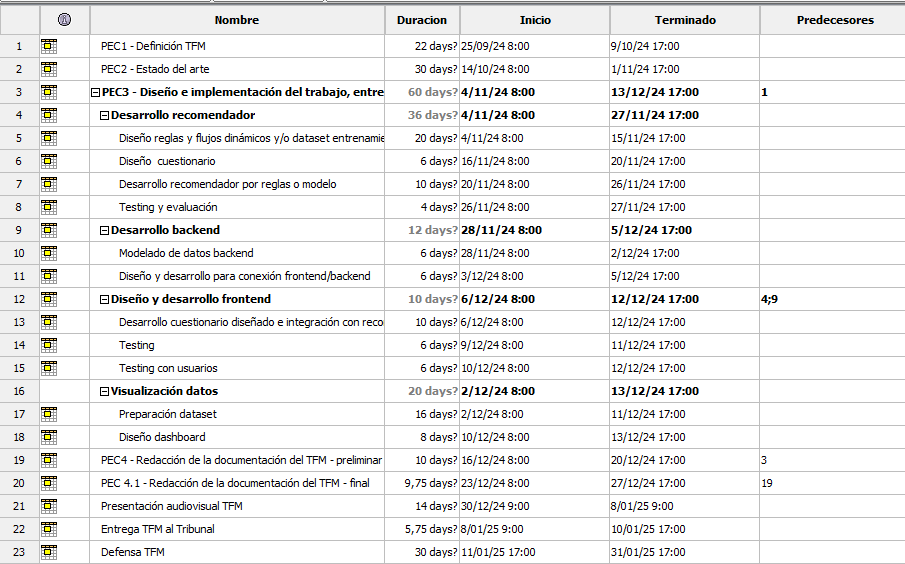 Nombre Duracion Inicio Terminado Predecesores
1 PEC1 - Definición TFM 22 days? 25/09/24 8:00 9/10/24 17:00
2 PEC2 - Estado del arte 30 days? 14/10/24 8:00 1/11/24 17:00
3 PEC3 - Diseño e implementación del trabajo, entre 60 days? 4/11/24 8:00 13/12/24 17:00 1
4 Desarrollo recomendador 36 days? 4/11/24 8:00 27/11/24 17:00
5 Diseño reglas y flujos dinámicos y/o dataset entrenamie 20 days? 4/11/24 8:00 15/11/24 17:00
6 Diseño cuestionario 6 days? 16/11/24 8:00 20/11/24 17:00
7 Desarrollo recomendador por reglas o modelo 10 days? 20/11/24 8:00 26/11/24 17:00
8 Testing y evaluación 4 days? 26/11/24 8:00 27/11/24 17:00
9 Desarrollo backend 12 days? 28/11/24 8:00 5/12/24 17:00
10 Modelado de datos backend 6 days? 28/11/24 8:00 2/12/24 17:00
11 Diseño y desarrollo para conexión frontend/backend 6 days? 3/12/24 8:00 5/12/24 17:00
12 Diseño y desarrollo frontend 10 days? 6/12/24 8:00 12/12/24 17:00 4;9
13 Desarrollo cuestionario diseñado e integración con reco 10 days? 6/12/24 8:00 12/12/24 17:00
14 Testing 6 days? 9/12/24 8:00 11/12/24 17:00
15 Testing con usuarios 6 days? 10/12/24 8:00 12/12/24 17:00
16 Visualización datos 20 days? 2/12/24 8:00 13/12/24 17:00
17 Preparación dataset 16 days? 2/12/24 8:00 11/12/24 17:00
18 Diseño dashboard 8 days? 10/12/24 8:00 13/12/24 17:00
19 PEC4 - Redacción de la documentación del TFM - preliminar 10 days? 16/12/24 8:00 20/12/24 17:00 3
20 PEC 4.1 - Redacción de la documentación del TFM - final 9,75 days? 23/12/24 8:00 27/12/24 17:00 19
21 Presentación audiovisual TFM 14 days? 30/12/24 9:00 8/01/25 9:00
22 Entrega TFM al Tribunal 5,75 days? 8/01/25 9:00 10/01/25 17:00
23 Defensa TFM 30 days? 11/01/25 17:00 31/01/25 17:00